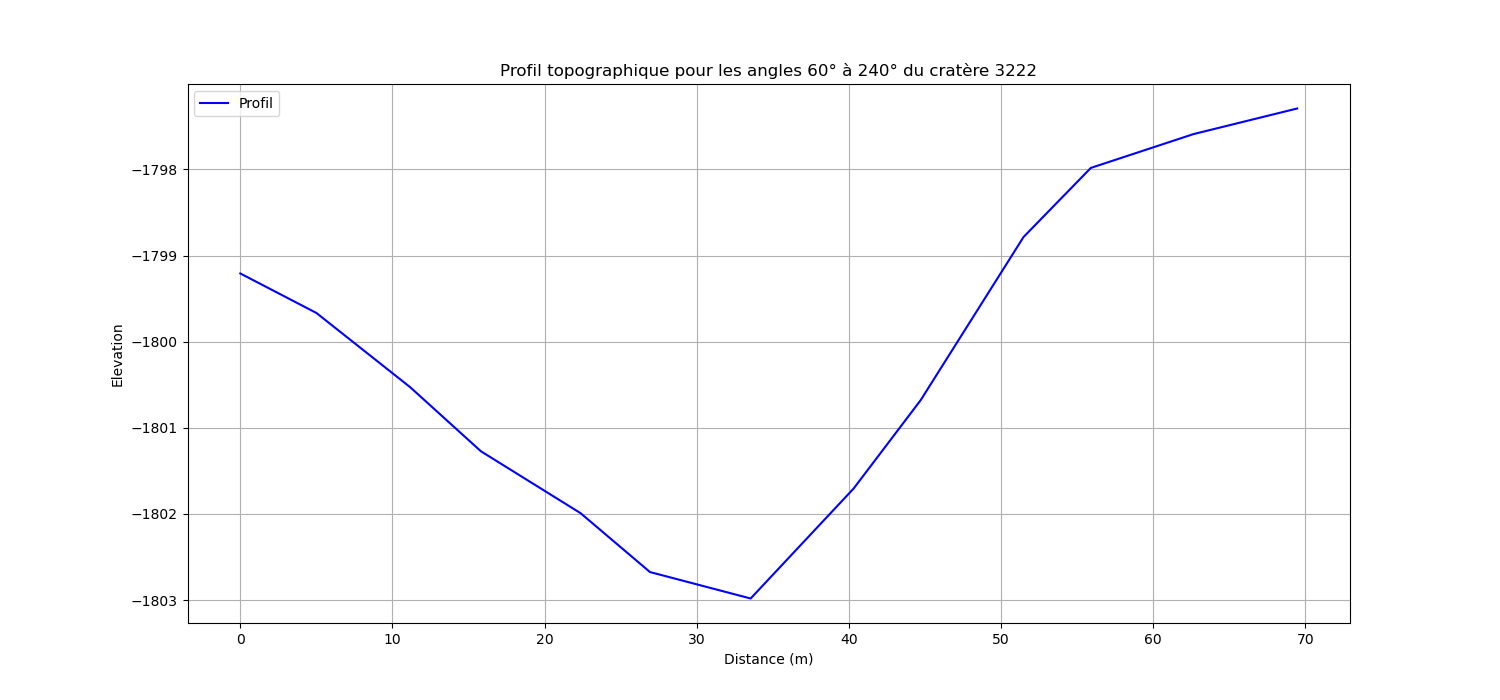 Profil topographique pour les angles 60° à 240° du cratère 3222
Profil
−1798
−1799
−1800
−1801
−1802
−1803
Elevation
0 10 20 30 40 50 60 70
Distance (m)